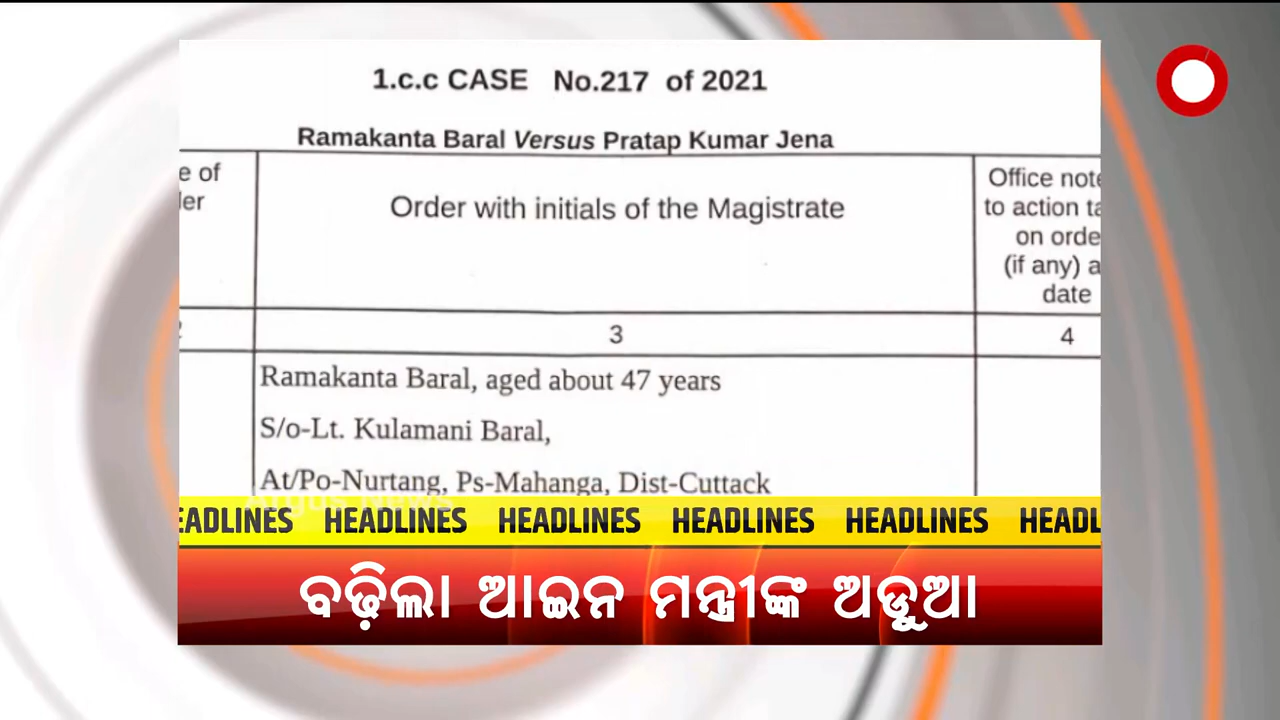 1.c.c CASE No.217 of 2021
Ramakanta Baral Versus Pratap Kumar Jena
e of
ler
Order with initials of the Magistrate
Office note
to action ta
on orde
(if any) a
date
3
4
Ramakanta Baral, aged about 47 years
S/o-Lt. Kulamani Baral,
At/Po-Nurtang, Ps-Mahanga, Dist-Cuttack
Argus News
EADLINES HEADLINES HEADLINES HEADLINES HEADLINES HEADL
ବଢ଼ିଲା ଆଇନ ମନ୍ତ୍ରୀଙ୍କ ଅଡୁଆ